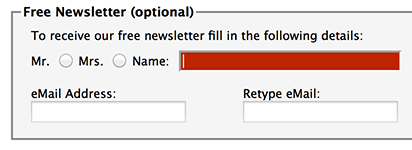 Free Newsletter (optional)
To receive our free newsletter fill in the following details:
Mr. Mrs. Name:
eMail Address: Retype eMail: